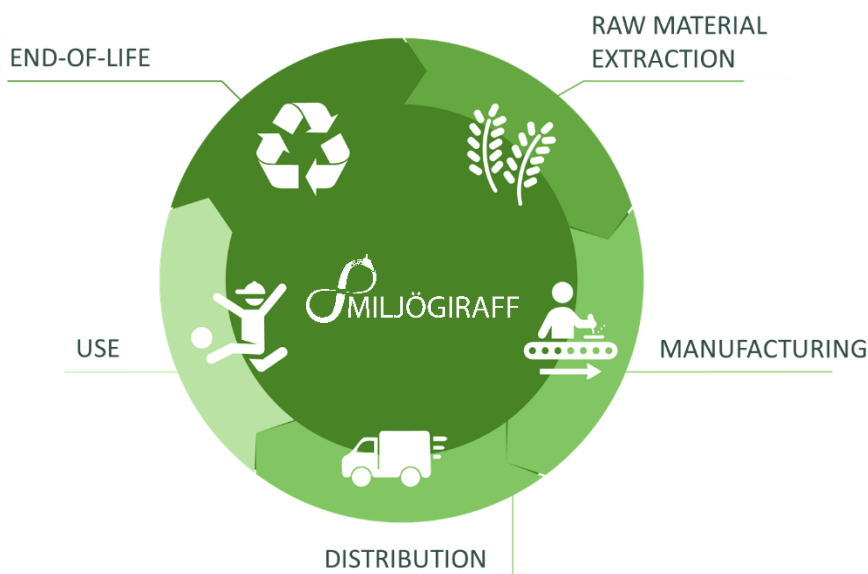 RAW MATERIAL
EXTRACTION
END-OF-LIFE
MILJÖGIRAFF
USE
MANUFACTURING
DISTRIBUTION